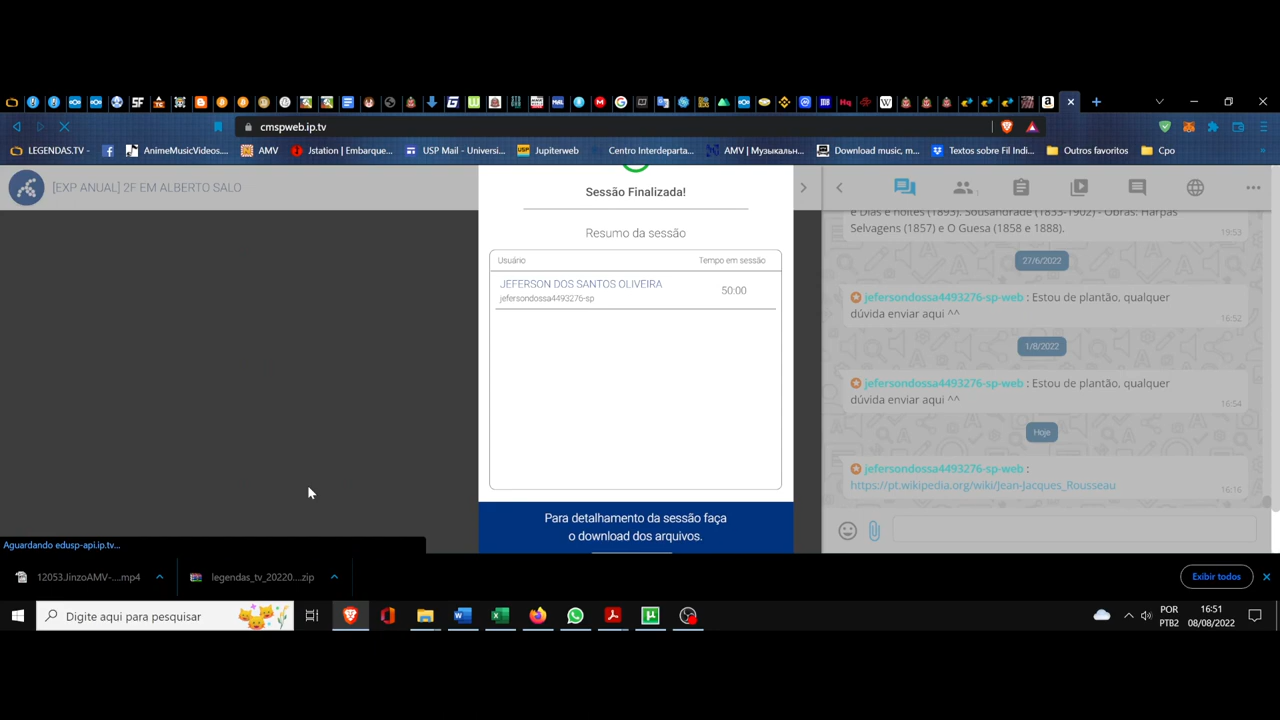 cmspweb.ip.tv
LEGENDAS.TV -
AnimeMusicVideos....
AMV
Jstation | Embarque...
USP Mail - Universi...
Jupiterweb
Centro Interdeparta...
AMV | Музыкальн...
Download music, m...
Textos sobre Fil Indi...
Outros favoritos
Cpo
[EXP ANUAL] 2F EM ALBERTO SALO
Sessão Finalizada!
Resumo da sessão
Usuário Tempo em sessão
JEFERSON DOS SANTOS OLIVEIRA
jefersondossa4493276-sp
50:00
Para detalhamento da sessão faça
o download dos arquivos.
e Dias e noites (1893). Sousândrade (1833-1902) - Obras: Harpas
Selvagens (1857) e O Guesa (1858 e 1888).
19:53
27/6/2022
jefersondossa4493276-sp-web : Estou de plantão, qualquer
dúvida enviar aqui ^^
16:52
1/8/2022
jefersondossa4493276-sp-web : Estou de plantão, qualquer
dúvida enviar aqui ^^
16:54
Hoje
jefersondossa4493276-sp-web :
https://pt.wikipedia.org/wiki/Jean-Jacques_Rousseau
16:16
Aguardando edusp-api.ip.tv...
12053.JinzoAMV-....mp4
legendas_tv_20220....zip
Exibir todos
Digite aqui para pesquisar
POR
PTB2
16:51
08/08/2022